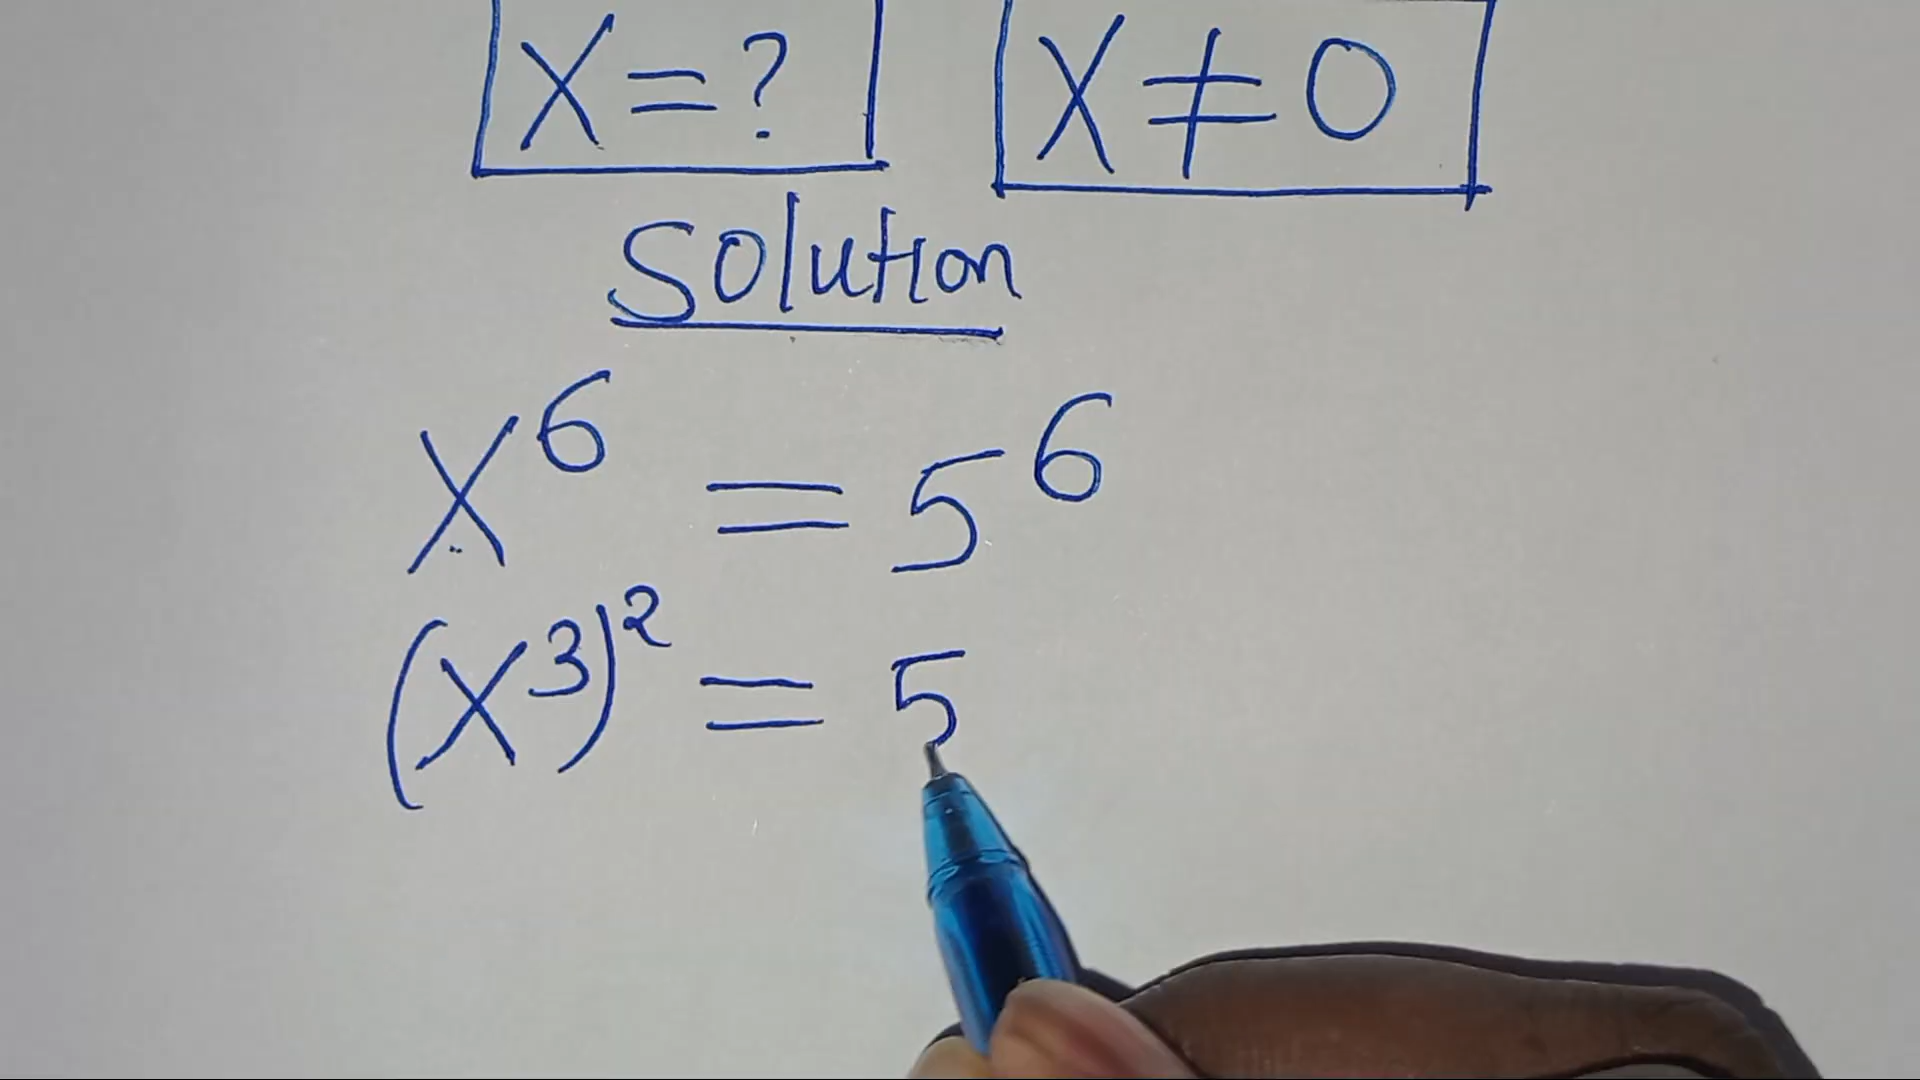 X = ? X ≠ 0
Solution
X⁶ = 5⁶
(X³)² = 5